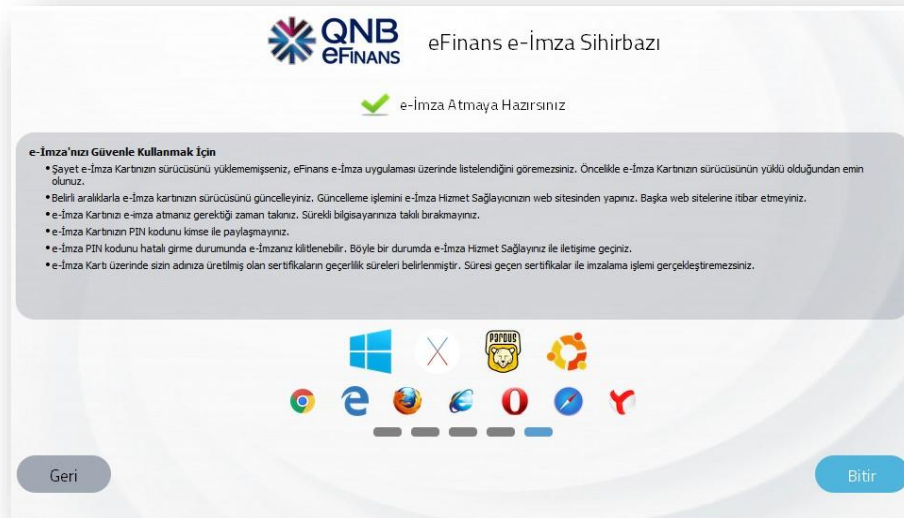 QNB
eFiNANS
eFinans e-İmza Sihirbazı
e-İmza Atmaya Hazırsınız
e-İmza'nızı Güvenle Kullanmak İçin
•Şayet e-İmza Kartınızın sürücüsünü yüklememişseniz, eFinans e-İmza uygulaması üzerinde listelendiğini göremezsiniz. Öncelikle e-İmza Kartınızın sürücüsünün yüklü olduğundan emin
olunuz.
•Belirli aralıklarla e-İmza kartınızın sürücüsünü güncelleyiniz. Güncelleme işlemini e-İmza Hizmet Sağlayıcınızın web sitesinden yapınız. Başka web sitelerine itibar etmeyiniz.
•e-İmza Kartınızı e-imza atmanız gerektiği zaman takınız. Sürekli bilgisayarınıza takılı bırakmayınız.
•e-İmza Kartınızın PIN kodunu kimse ile paylaşmayınız.
•e-İmza PIN kodunu hatalı girme durumunda e-İmzanız kilitlenebilir. Böyle bir durumda e-İmza Hizmet Sağlayınız ile iletişime geçiniz.
•e-İmza Kartı üzerinde sizin adınıza üretilmiş olan sertifikaların geçerlilik süreleri belirlenmiştir. Süresi geçen sertifikalar ile imzalama işlemi gerçekleştiremezsiniz.
PARDUS
Geri
Bitir